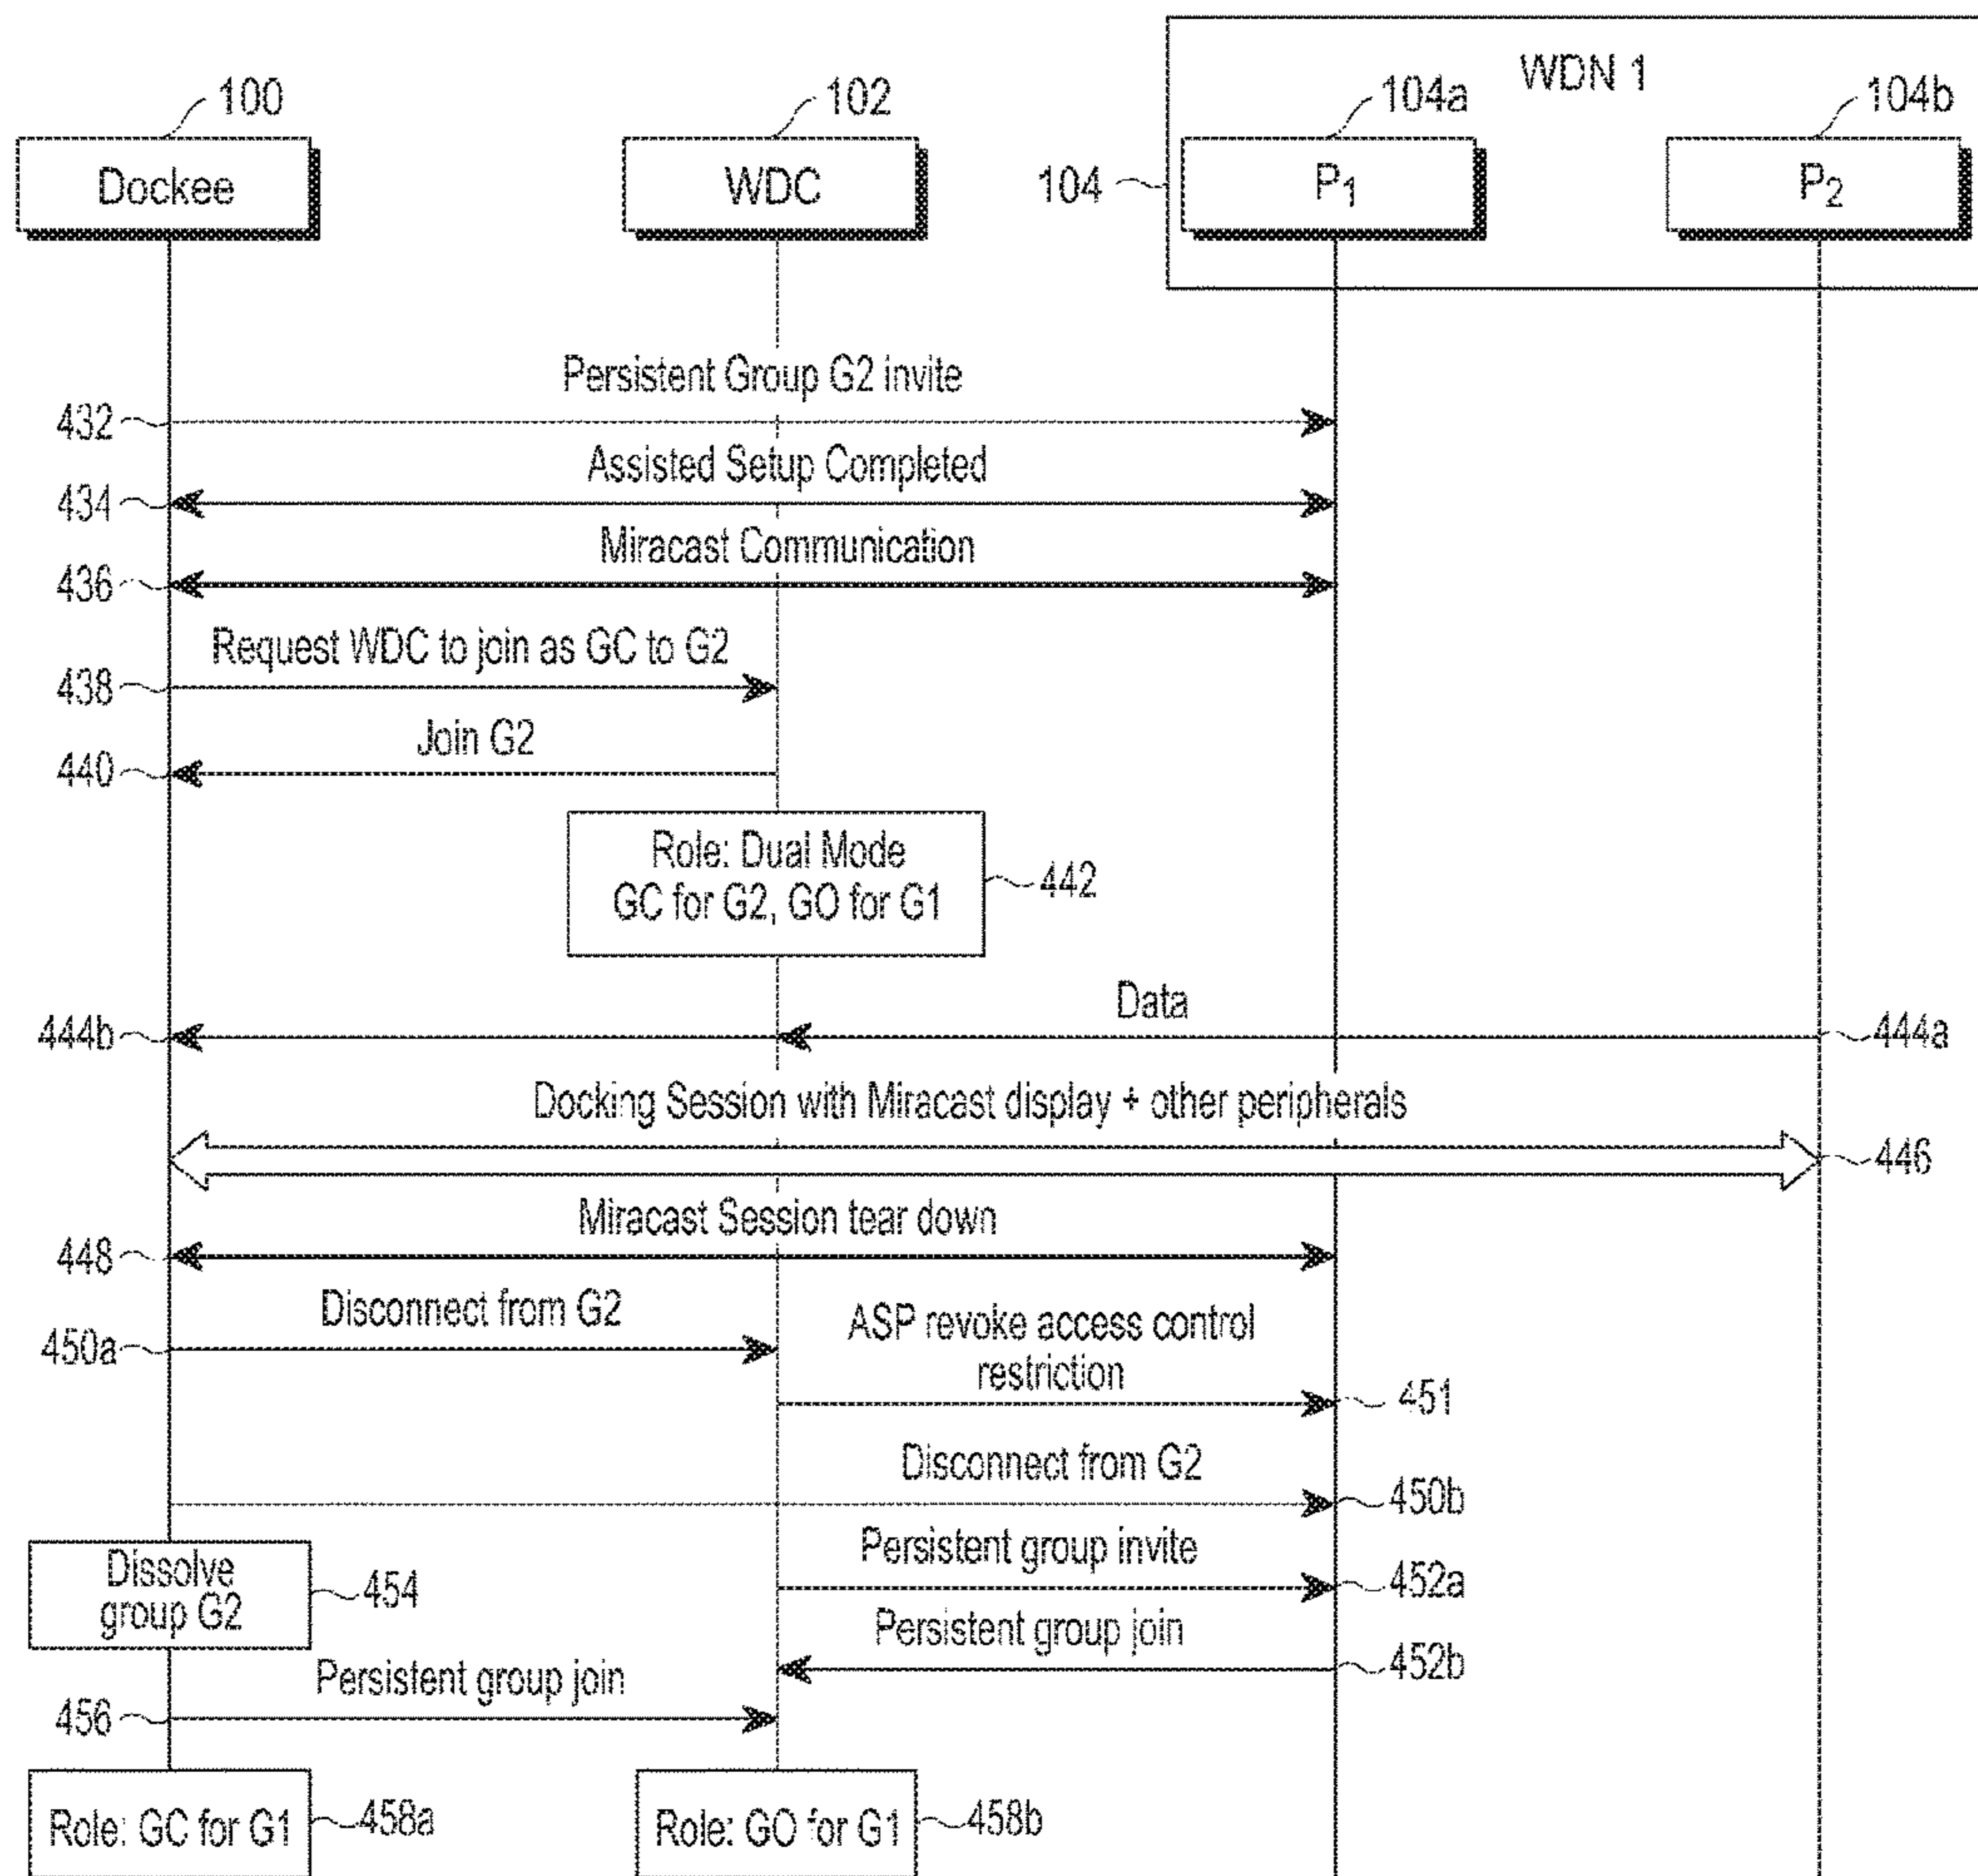 WDN 1
100
102
104a
104b
104
Dockee
WDC
P1
P2
Persistent Group G2 invite
432
Assisted Setup Completed
434
Miracast Communication
436
Request WDC to join as GC to G2
438
Join G2
440
Role: Dual Mode
GC for G2, GO for G1
442
Data
444b
444a
Docking Session with Miracast display + other peripherals
446
Miracast Session tear down
448
Disconnect from G2
450a
ASP revoke access control
restriction
451
Disconnect from G2
450b
Persistent group invite
452a
Dissolve
group G2
454
Persistent group join
452b
Persistent group join
456
Role: GC for G1
458a
Role: GO for G1
458b